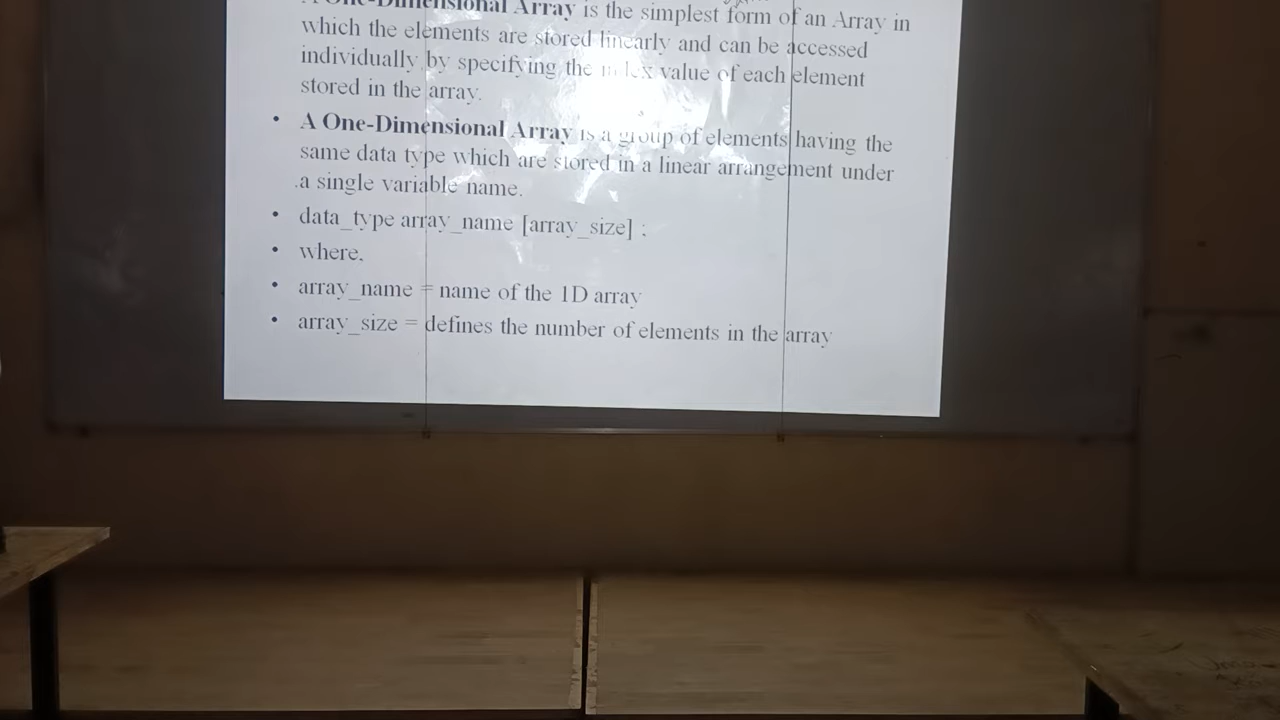 A One-Dimensional Array is the simplest form of an Array in
which the elements are stored linearly and can be accessed
individually by specifying the index value of each element
stored in the array.
• A One-Dimensional Array is a group of elements having the
same data type which are stored in a linear arrangement under
.a single variable name.
• data_type array_name [array_size] ;
• where,
• array_name = name of the 1D array
• array_size = defines the number of elements in the array